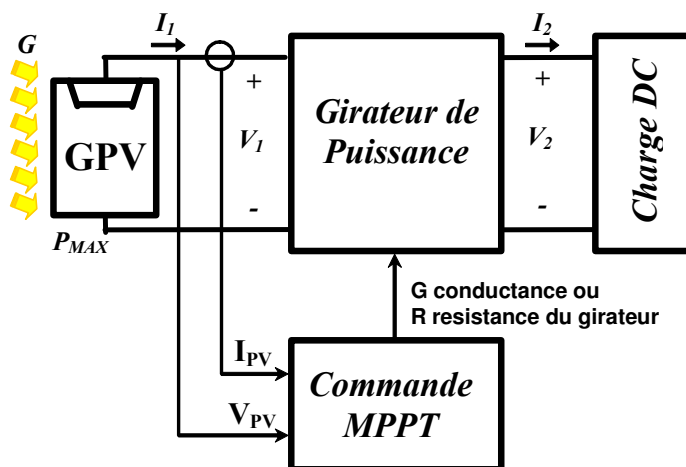 G
I1
I2
GPV
+
V1
-
Girateur de
Puissance
+
V2
-
Charge DC
PMAX
G conductance ou
R resistance du girateur
IPV
VPV
Commande
MPPT